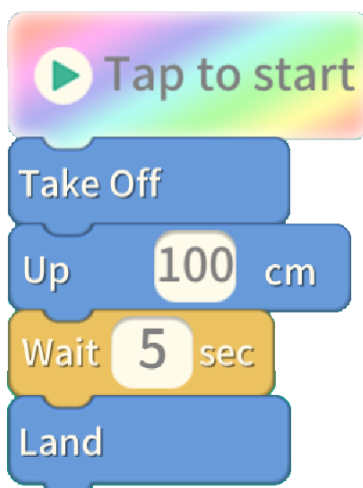 Tap to start
Take Off
Up 100 cm
Wait 5 sec
Land